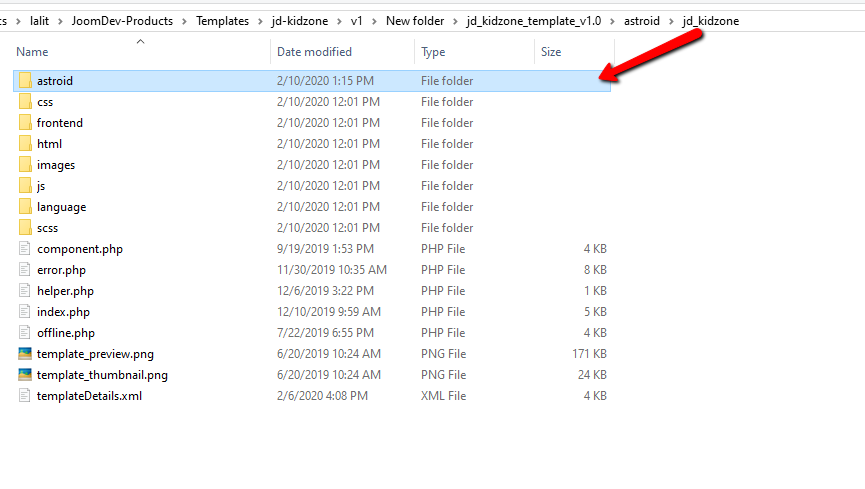 cs > lalit > JoomDev-Products > Templates > jd-kidzone > v1 > New folder > jd_kidzone_template_v1.0 > astroid > jd_kidzone
Name Date modified Type Size
astroid 2/10/2020 1:15 PM File folder
css 2/10/2020 12:01 PM File folder
frontend 2/10/2020 12:01 PM File folder
html 2/10/2020 12:01 PM File folder
images 2/10/2020 12:01 PM File folder
js 2/10/2020 12:01 PM File folder
language 2/10/2020 12:01 PM File folder
scss 2/10/2020 12:01 PM File folder
component.php 9/19/2019 1:53 PM PHP File 4 KB
error.php 11/30/2019 10:35 AM PHP File 8 KB
helper.php 12/6/2019 3:22 PM PHP File 1 KB
index.php 12/10/2019 9:59 AM PHP File 5 KB
offline.php 7/22/2019 6:55 PM PHP File 4 KB
template_preview.png 6/20/2019 10:24 AM PNG File 171 KB
template_thumbnail.png 6/20/2019 10:24 AM PNG File 24 KB
templateDetails.xml 2/6/2020 4:08 PM XML File 4 KB